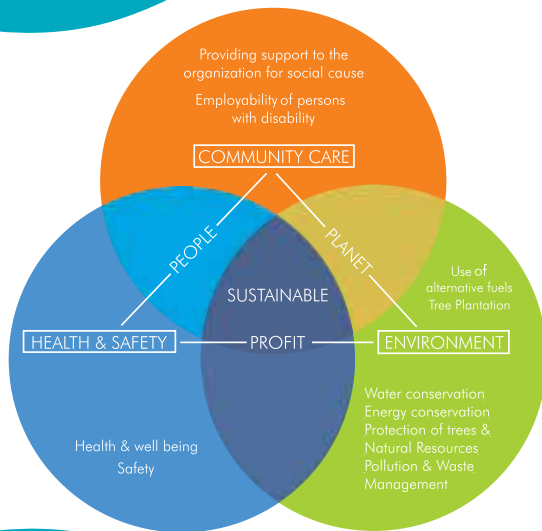 Providing support to the
organization for social cause
Employability of persons
with disability
COMMUNITY CARE
PEOPLE
PLANET
Use of
alternative fuels
Tree Plantation
SUSTAINABLE
HEALTH & SAFETY
PROFIT
ENVIRONMENT
Water conservation
Energy conservation
Protection of trees &
Natural Resources
Pollution & Waste
Management
Health & well being
Safety